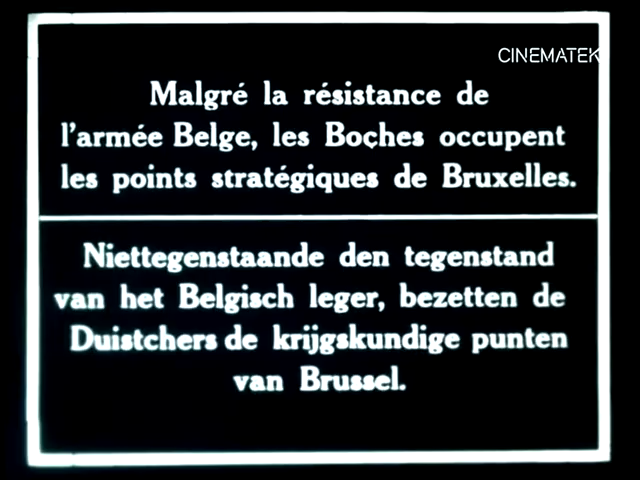 CINEMATEK
Malgré la résistance de
l'armée Belge, les Boches occupent
les points stratégiques de Bruxelles.
Niettegenstaande den tegenstand
van het Belgisch leger, bezetten de
Duistchers de krijgskundige punten
van Brussel.